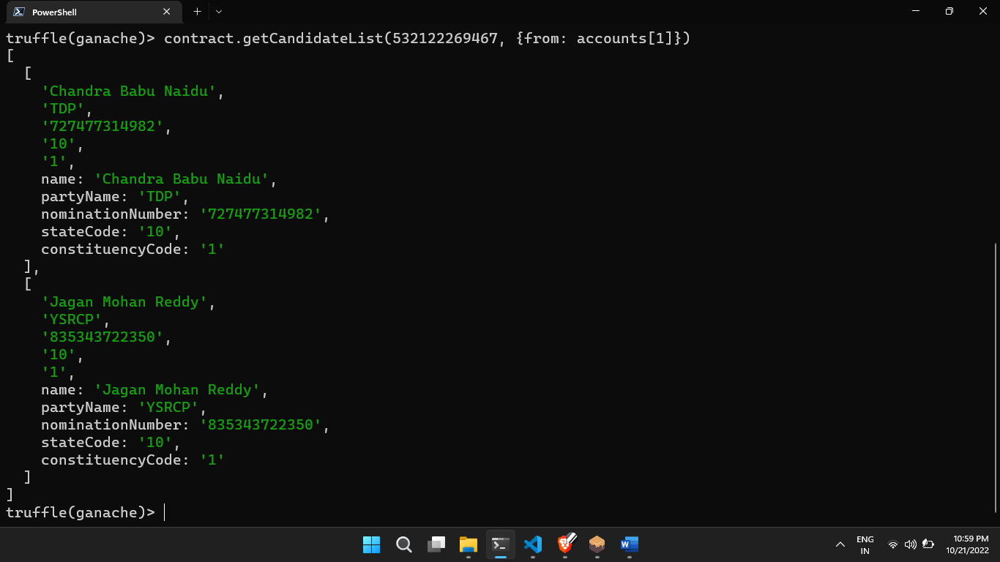 PowerShell
truffle(ganache)> contract.getCandidateList(532122269467, {from: accounts[1]})
[
  [
    'Chandra Babu Naidu',
    'TDP',
    '727477314982',
    '10',
    '1',
    name: 'Chandra Babu Naidu',
    partyName: 'TDP',
    nominationNumber: '727477314982',
    stateCode: '10',
    constituencyCode: '1'
  ],
  [
    'Jagan Mohan Reddy',
    'YSRCP',
    '835343722350',
    '10',
    '1',
    name: 'Jagan Mohan Reddy',
    partyName: 'YSRCP',
    nominationNumber: '835343722350',
    stateCode: '10',
    constituencyCode: '1'
  ]
]
truffle(ganache)>
ENG
IN
10:59 PM
10/21/2022